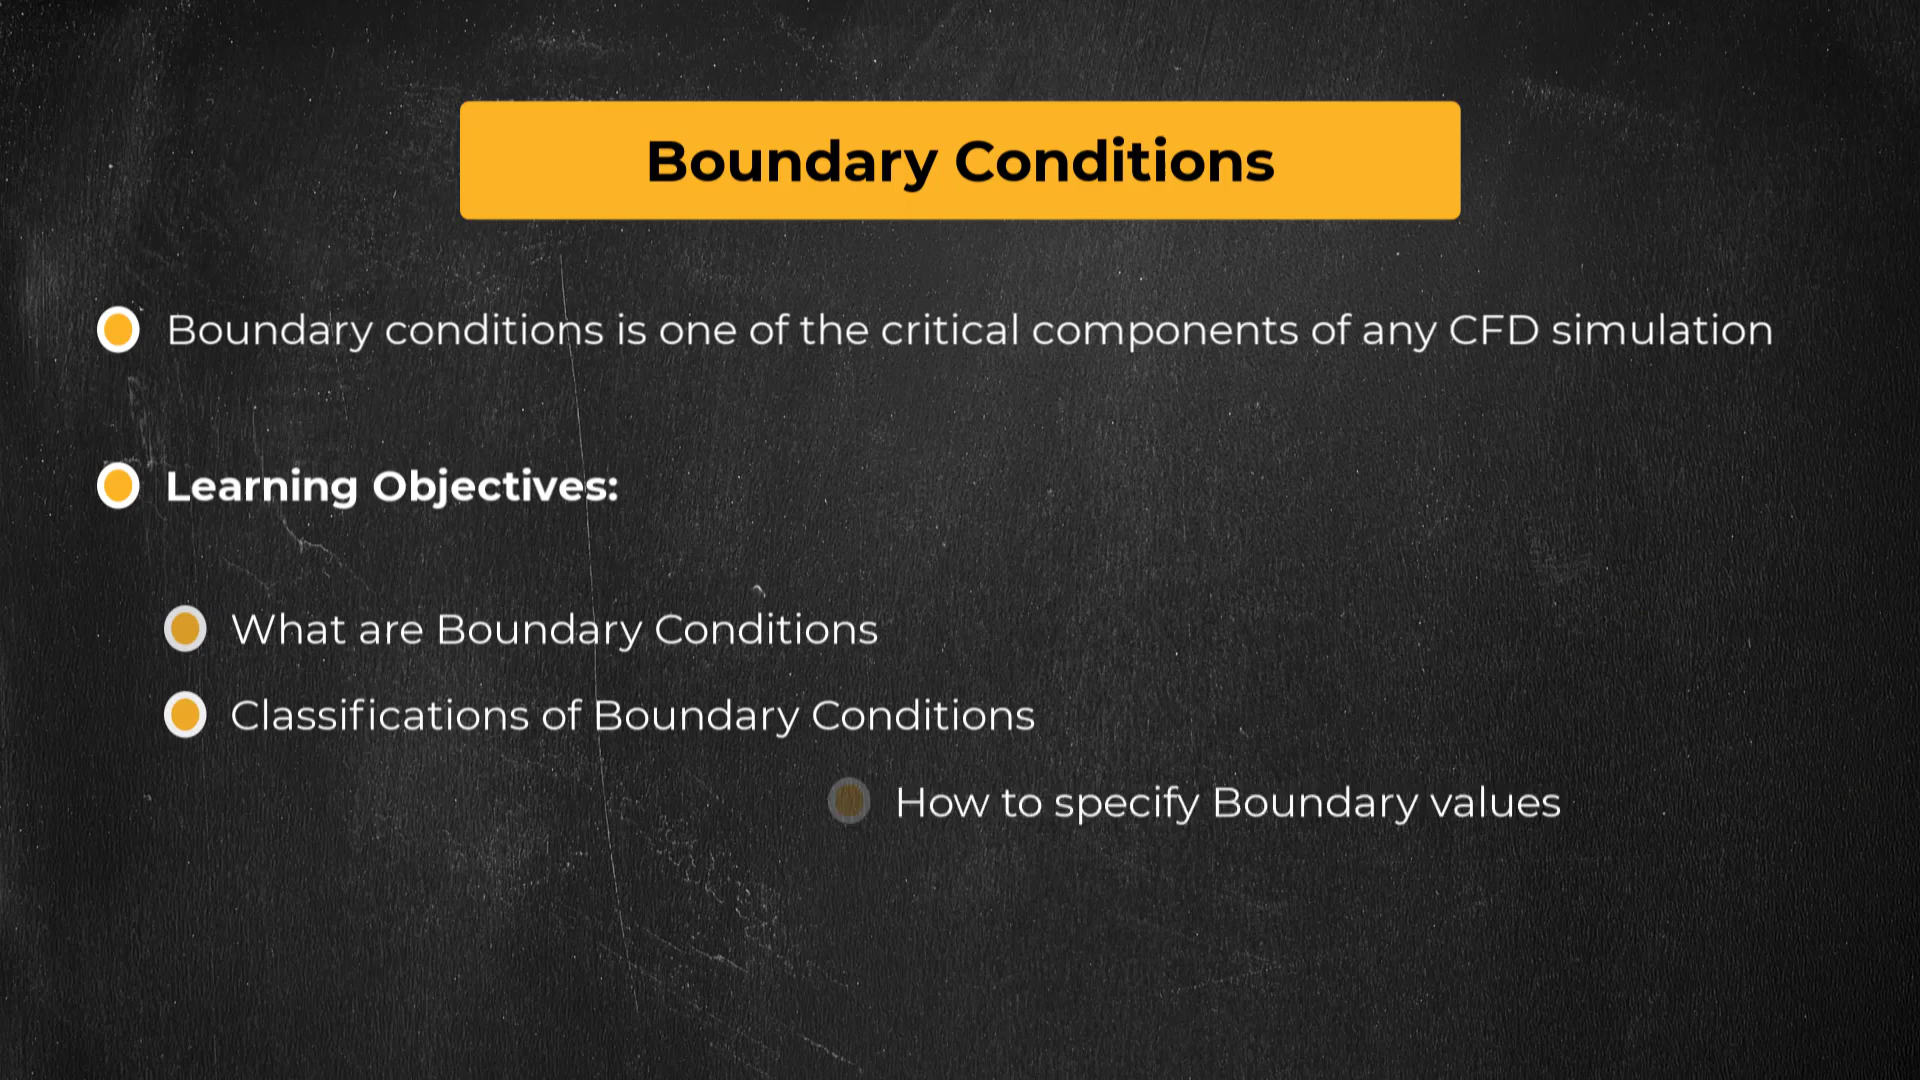 Boundary Conditions
Boundary conditions is one of the critical components of any CFD simulation
Learning Objectives:
What are Boundary Conditions
Classifications of Boundary Conditions
How to specify Boundary values